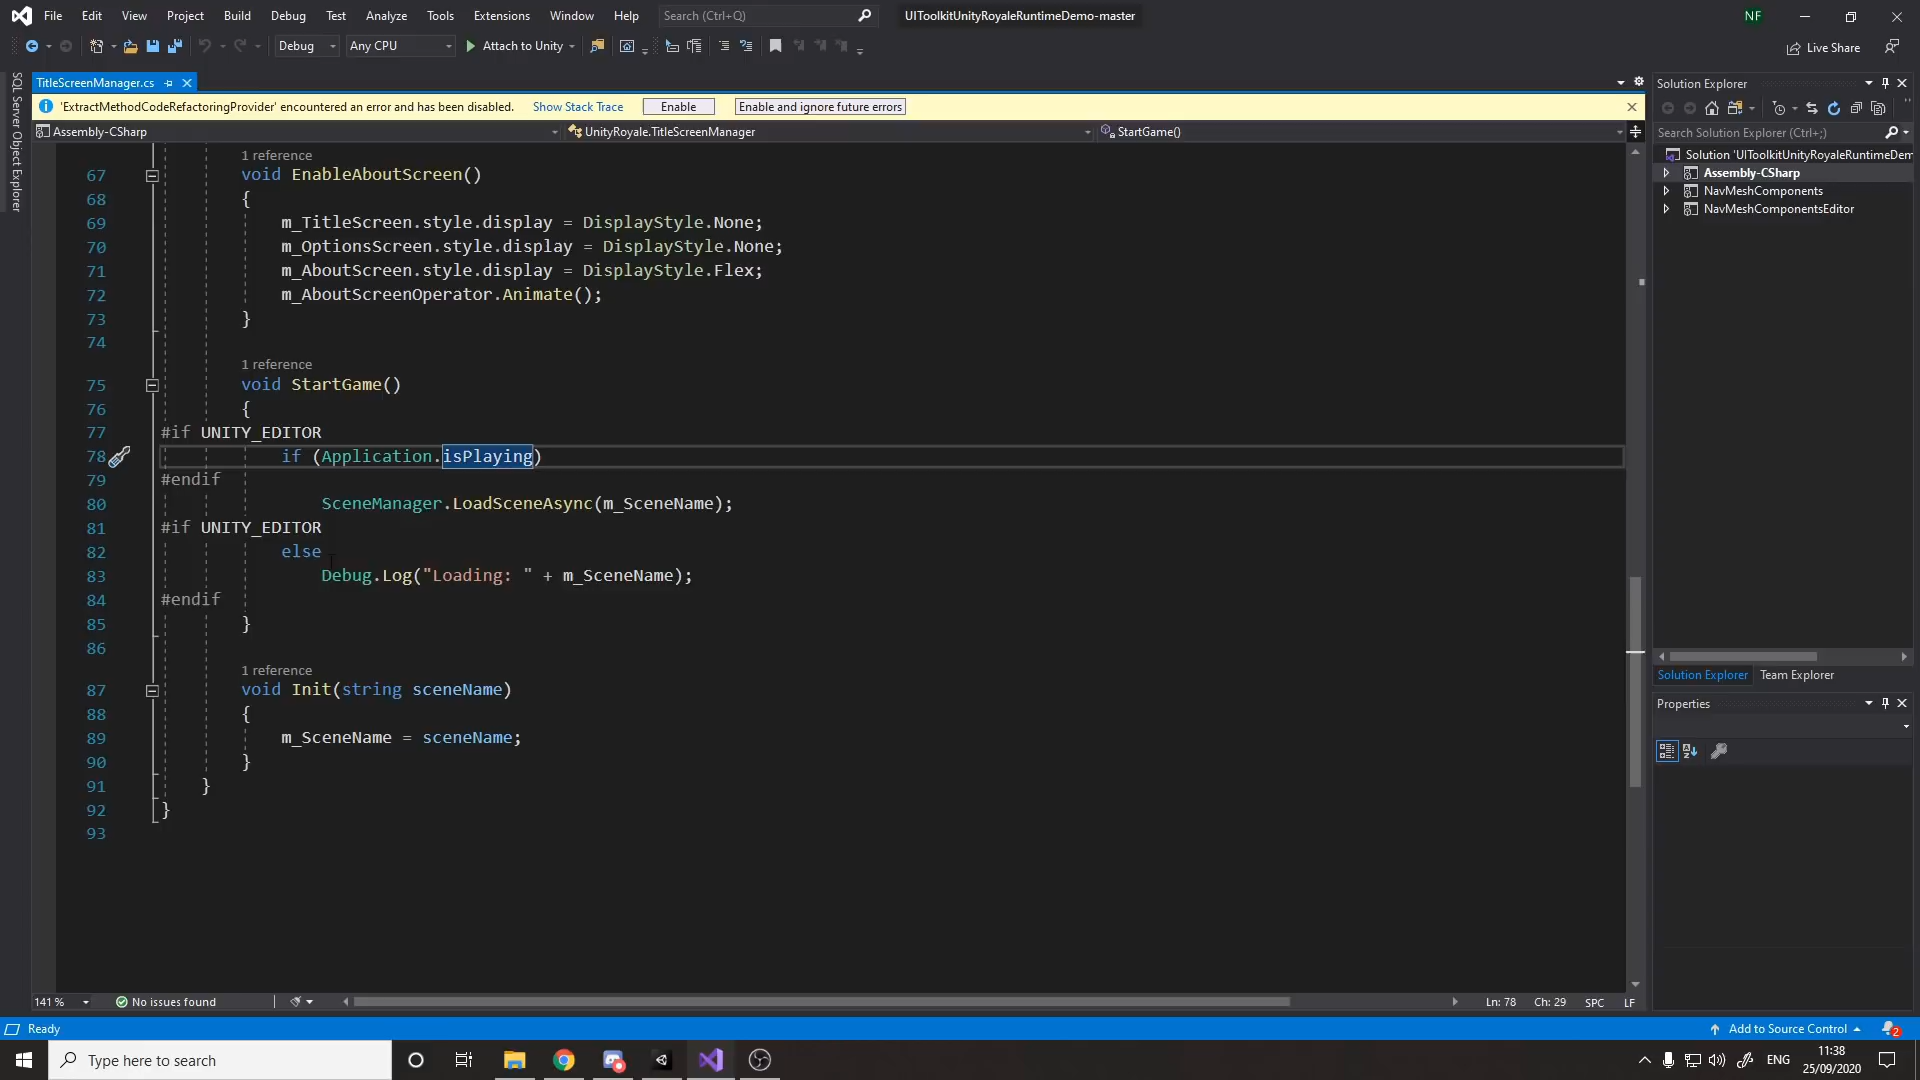 File Edit View Project Build Debug Test Analyze Tools Extensions Window Help Search (Ctrl+Q) UIToolkitUnityRoyaleRuntimeDemo-master NF
Debug Any CPU Attach to Unity Live Share
SQL Server Object Explorer
TitleScreenManager.cs
'ExtractMethodCodeRefactoringProvider' encountered an error and has been disabled. Show Stack Trace Enable Enable and ignore future errors
Assembly-CSharp UnityRoyale.TitleScreenManager StartGame()
1 reference
67 void EnableAboutScreen()
68 {
69 m_TitleScreen.style.display = DisplayStyle.None;
70 m_OptionsScreen.style.display = DisplayStyle.None;
71 m_AboutScreen.style.display = DisplayStyle.Flex;
72 m_AboutScreenOperator.Animate();
73 }
74
1 reference
75 void StartGame()
76 {
77 #if UNITY_EDITOR
78 if (Application.isPlaying)
79 #endif
80 SceneManager.LoadSceneAsync(m_SceneName);
81 #if UNITY_EDITOR
82 else
83 Debug.Log("Loading: " + m_SceneName);
84 #endif
85 }
86
1 reference
87 void Init(string sceneName)
88 {
89 m_SceneName = sceneName;
90 }
91 }
92 }
93
141 % No issues found Ln: 78 Ch: 29 SPC LF
Solution Explorer
Search Solution Explorer (Ctrl+;)
Solution 'UIToolkitUnityRoyaleRuntimeDem
Assembly-CSharp
NavMeshComponents
NavMeshComponentsEditor
Solution Explorer Team Explorer
Properties
Ready Add to Source Control 2
Type here to search ENG 11:38
25/09/2020